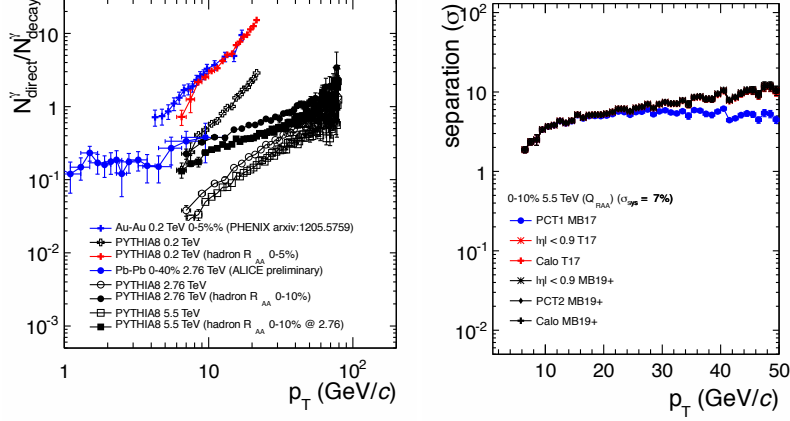 N^γ_direct/N^γ_decay
10
1
10^-1
10^-2
10^-3
Au-Au 0.2 TeV 0-5%% (PHENIX arxiv:1205.5759)
PYTHIA8 0.2 TeV
PYTHIA8 0.2 TeV (hadron R_AA 0-5%)
Pb-Pb 0-40% 2.76 TeV (ALICE preliminary)
PYTHIA8 2.76 TeV
PYTHIA8 2.76 TeV (hadron R_AA 0-10%)
PYTHIA8 5.5 TeV
PYTHIA8 5.5 TeV (hadron R_AA 0-10% @ 2.76)
1 10 10^2
p_T (GeV/c)
separation (σ)
10^2
10
1
10^-1
10^-2
0-10% 5.5 TeV (Q_RAA) (σ_sys = 7%)
PCT1 MB17
|η| < 0.9 T17
Calo T17
|η| < 0.9 MB19+
PCT2 MB19+
Calo MB19+
10 20 30 40 50
p_T (GeV/c)